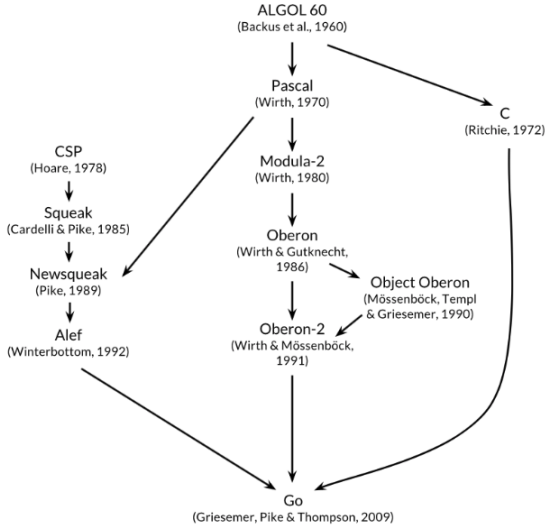 ALGOL 60
(Backus et al., 1960)
Pascal
(Wirth, 1970)
C
(Ritchie, 1972)
CSP
(Hoare, 1978)
Modula-2
(Wirth, 1980)
Squeak
(Cardelli & Pike, 1985)
Oberon
(Wirth & Gutknecht,
1986)
Newsqueak
(Pike, 1989)
Object Oberon
(Mössenböck, Templ
& Griesemer, 1990)
Alef
(Winterbottom, 1992)
Oberon-2
(Wirth & Mössenböck,
1991)
Go
(Griesemer, Pike & Thompson, 2009)